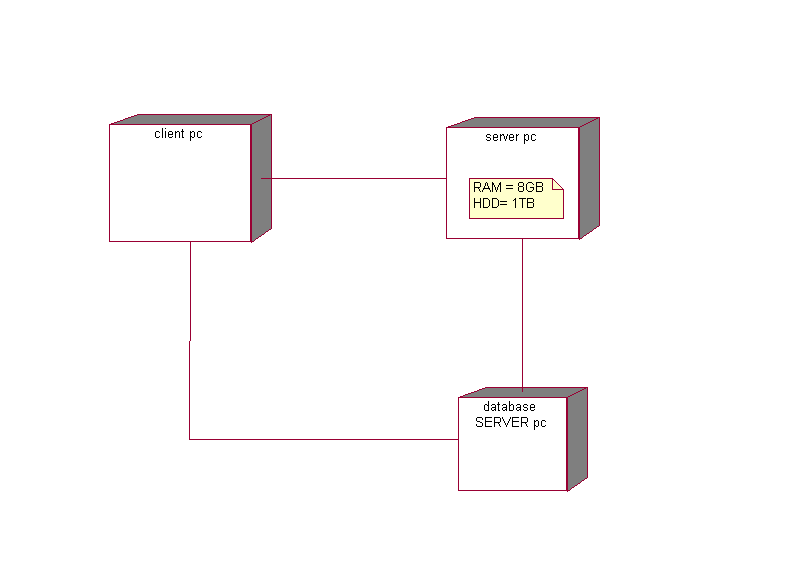 client pc
server pc
RAM = 8GB
HDD= 1TB
database
SERVER pc